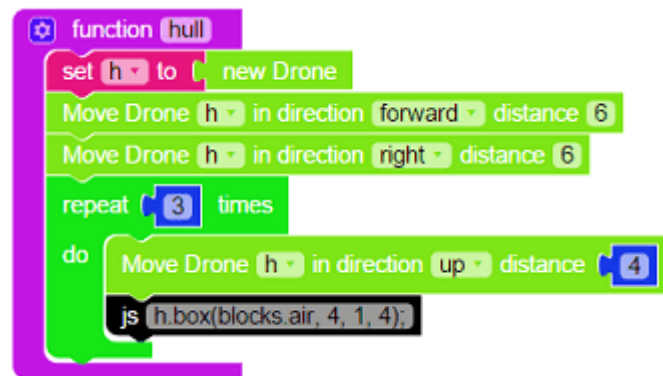 function hull
set h to new Drone
Move Drone h in direction forward distance 6
Move Drone h in direction right distance 6
repeat 3 times
do
Move Drone h in direction up distance 4
js h.box(blocks.air, 4, 1, 4);